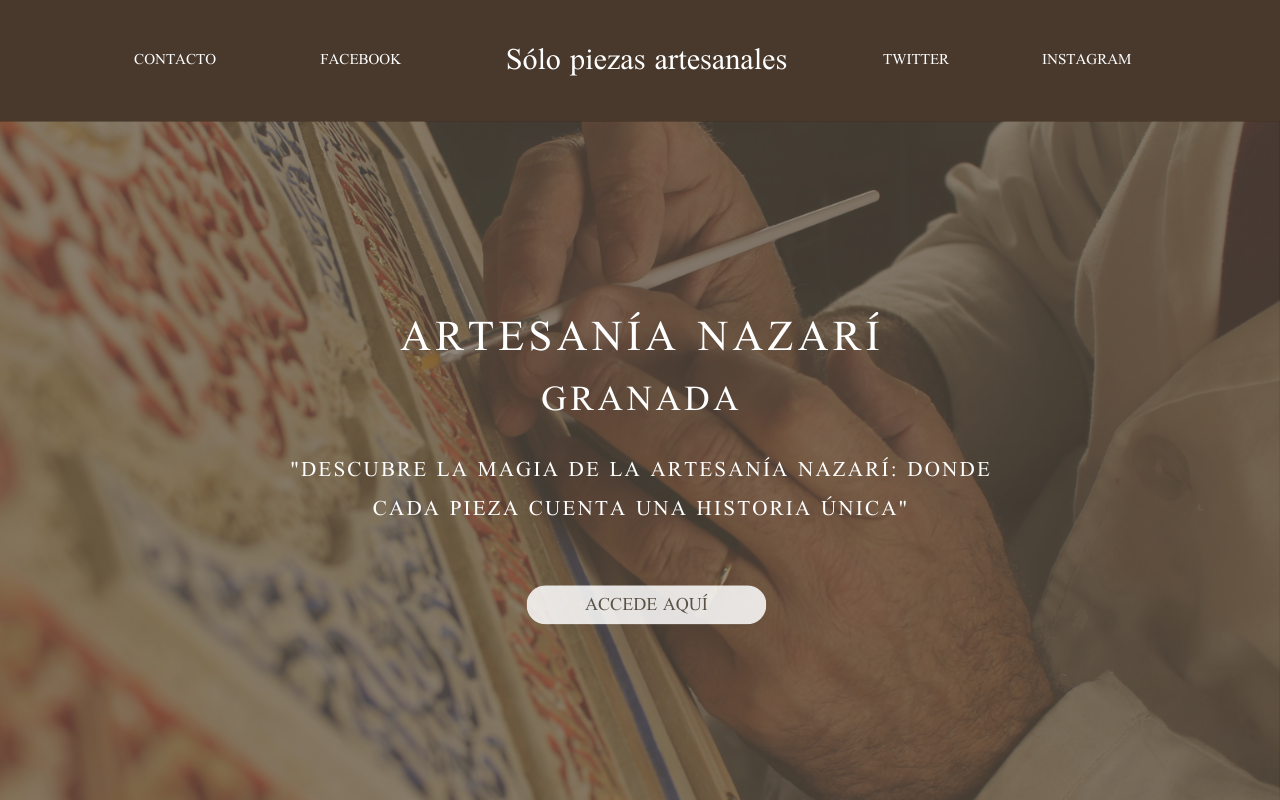 CONTACTO
FACEBOOK
Sólo piezas artesanales
TWITTER
INSTAGRAM
ARTESANÍA NAZARÍ
GRANADA
"DESCUBRE LA MAGIA DE LA ARTESANÍA NAZARÍ: DONDE
CADA PIEZA CUENTA UNA HISTORIA ÚNICA"
ACCEDE AQUÍ